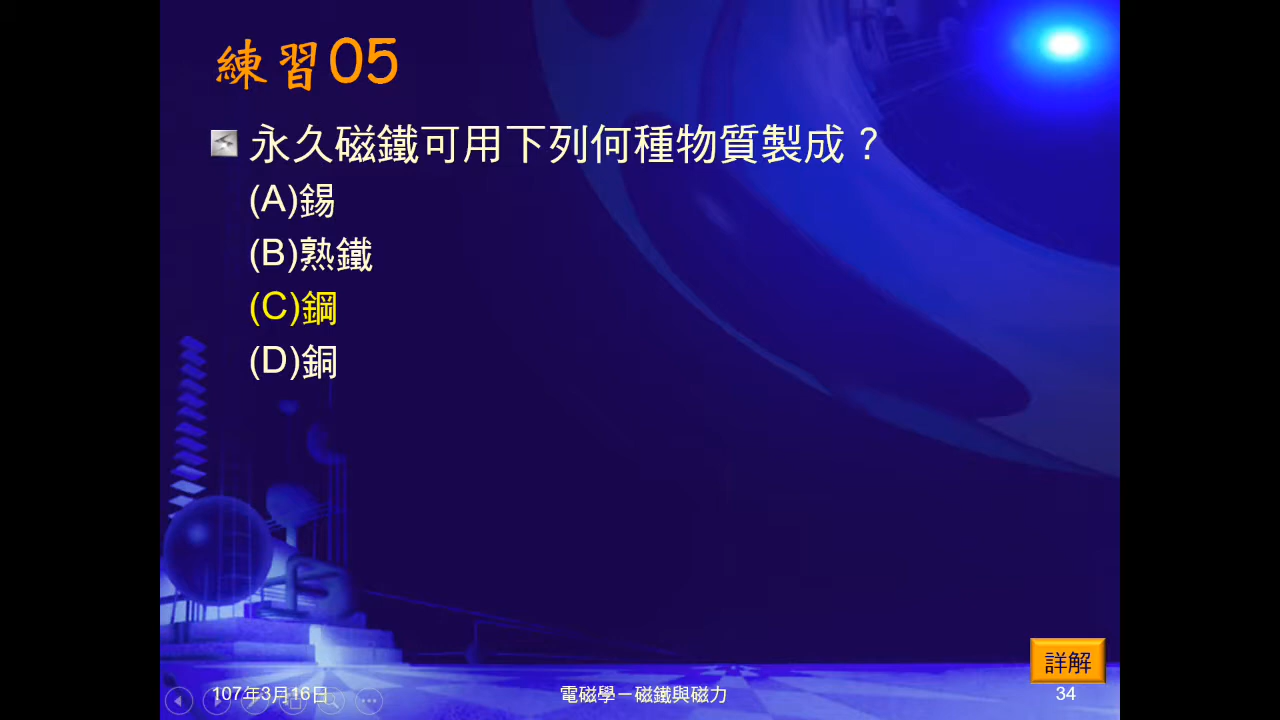 練習05
永久磁鐵可用下列何種物質製成？
(A)錫
(B)熟鐵
(C)鋼
(D)銅
詳解
107年3月16日
電磁學－磁鐵與磁力
34